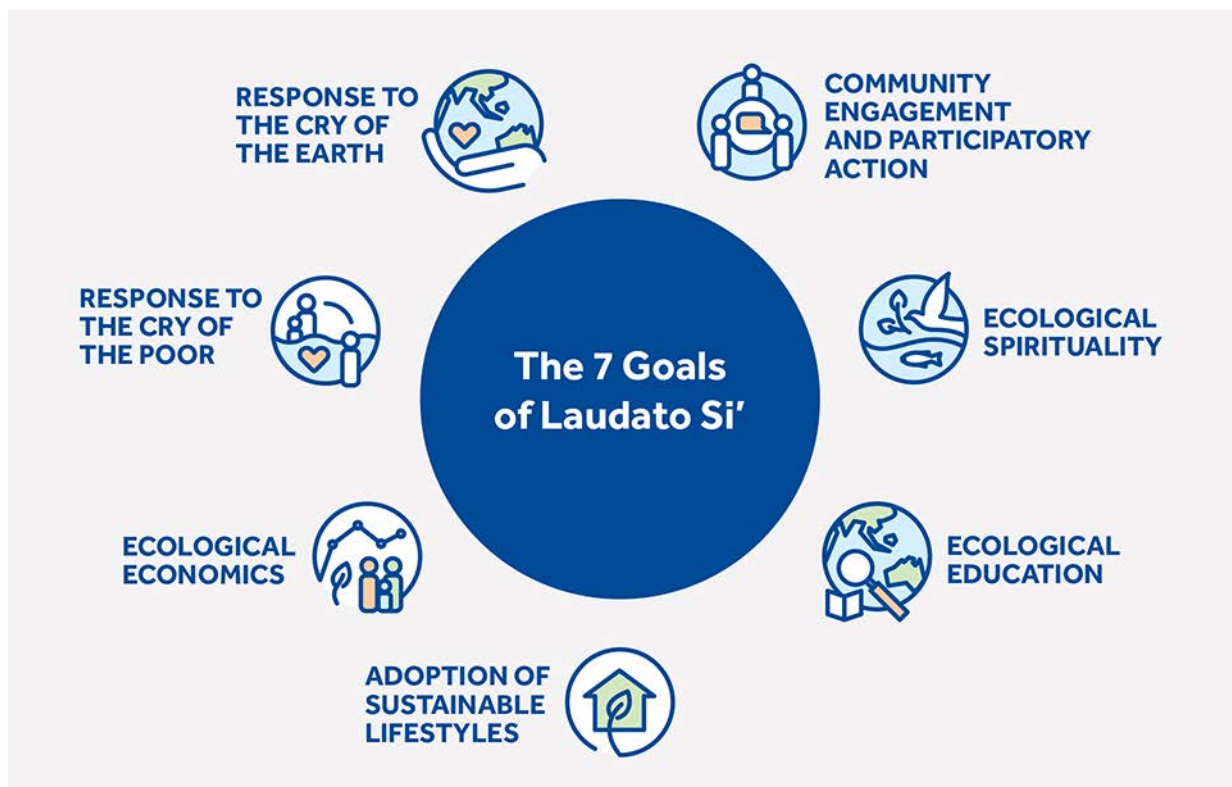 RESPONSE TO
THE CRY OF
THE EARTH
COMMUNITY
ENGAGEMENT
AND PARTICIPATORY
ACTION
RESPONSE TO
THE CRY OF
THE POOR
The 7 Goals
of Laudato Si’
ECOLOGICAL
SPIRITUALITY
ECOLOGICAL
ECONOMICS
ECOLOGICAL
EDUCATION
ADOPTION OF
SUSTAINABLE
LIFESTYLES